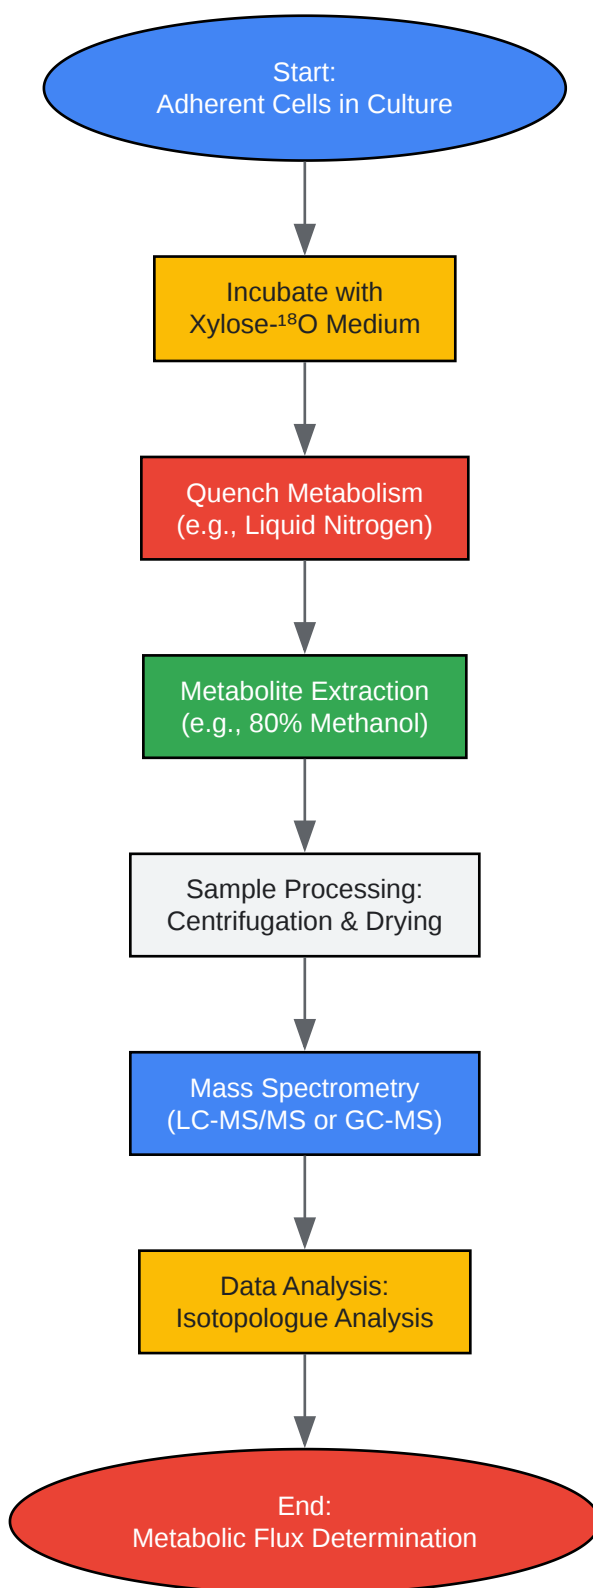 Start:
Adherent Cells in Culture
Incubate with
Xylose-¹⁸O Medium
Quench Metabolism
(e.g., Liquid Nitrogen)
Metabolite Extraction
(e.g., 80% Methanol)
Sample Processing:
Centrifugation & Drying
Mass Spectrometry
(LC-MS/MS or GC-MS)
Data Analysis:
Isotopologue Analysis
End:
Metabolic Flux Determination